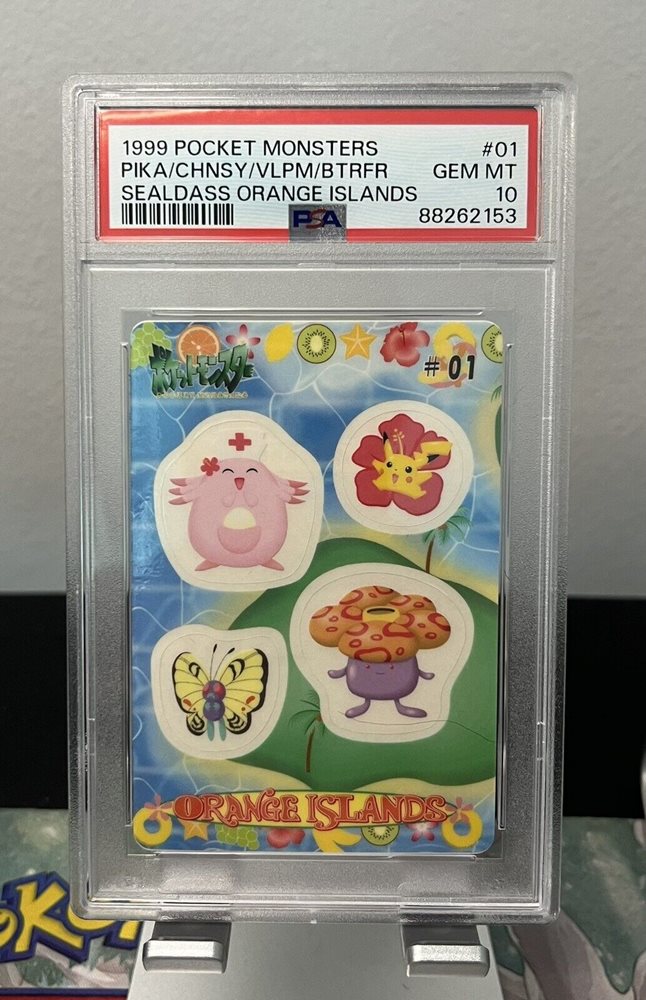 1999 POCKET MONSTERS #01
PIKA/CHNSY/VLPM/BTRFR GEM MT
SEALDASS ORANGE ISLANDS 10
PSA 88262153
ポケットモンスター
#01
ORANGE ISLANDS